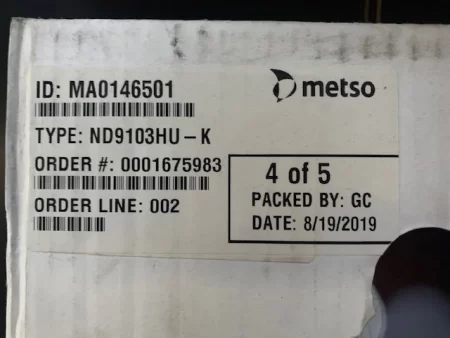 ID: MA0146501
metso
TYPE: ND9103HU-K
ORDER #: 0001675983
ORDER LINE: 002
4 of 5
PACKED BY: GC
DATE: 8/19/2019